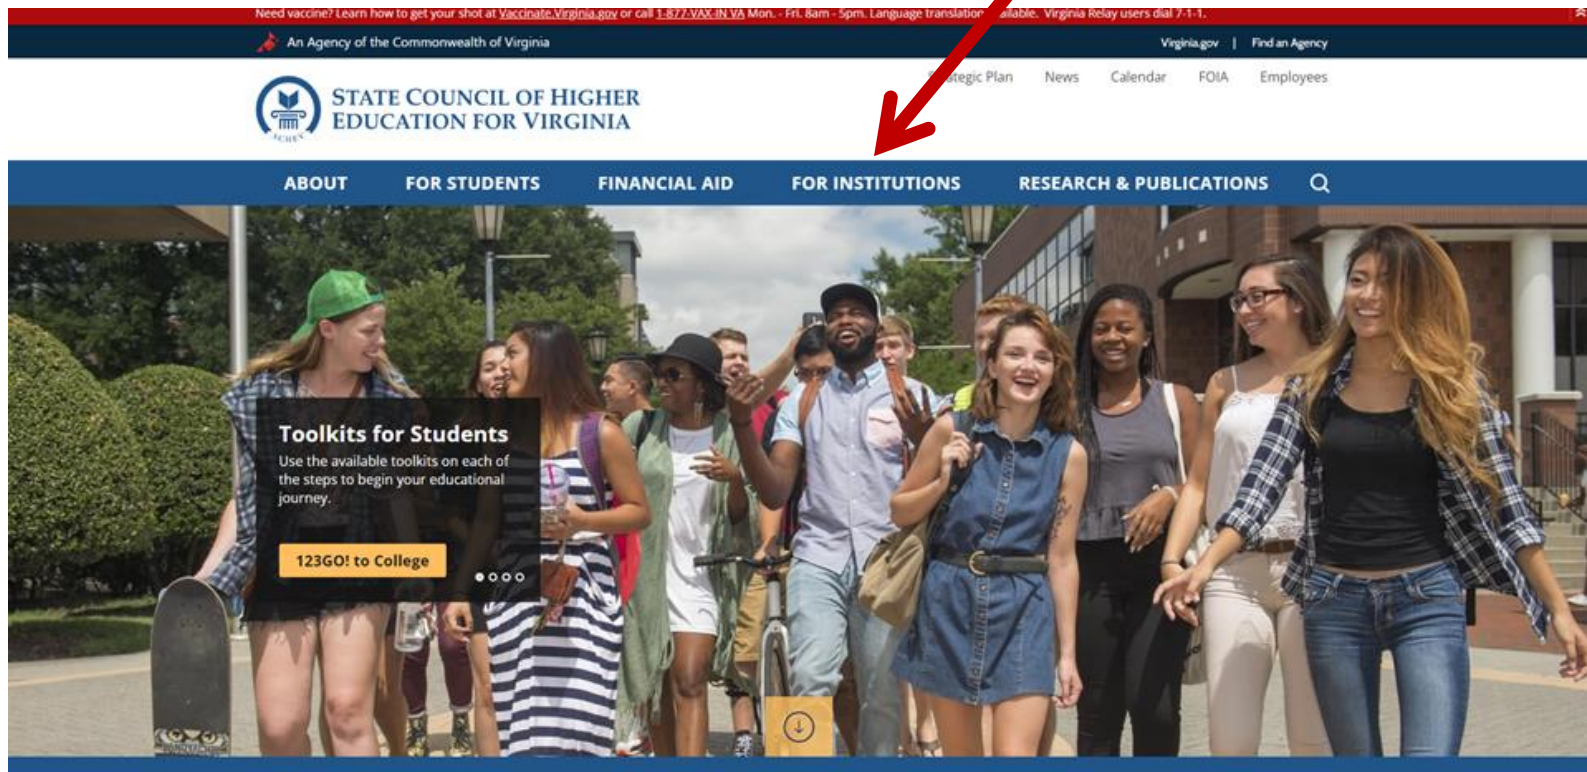 Need vaccine? Learn how to get your shot at Vaccinate.Virginia.gov or call 1-877-VAX-IN VA Mon. - Fri. 8am - 5pm. Language translation Virginia Relay users dial 7-1-1.
An Agency of the Commonwealth of Virginia
Virginia.gov | Find an Agency
Plan News Calendar FOIA Employees
STATE COUNCIL OF HIGHER
EDUCATION FOR VIRGINIA
SCHEV
ABOUT FOR STUDENTS FINANCIAL AID FOR INSTITUTIONS RESEARCH & PUBLICATIONS
Toolkits for Students
Use the available toolkits on each of
the steps to begin your educational
journey.
123GO! to College